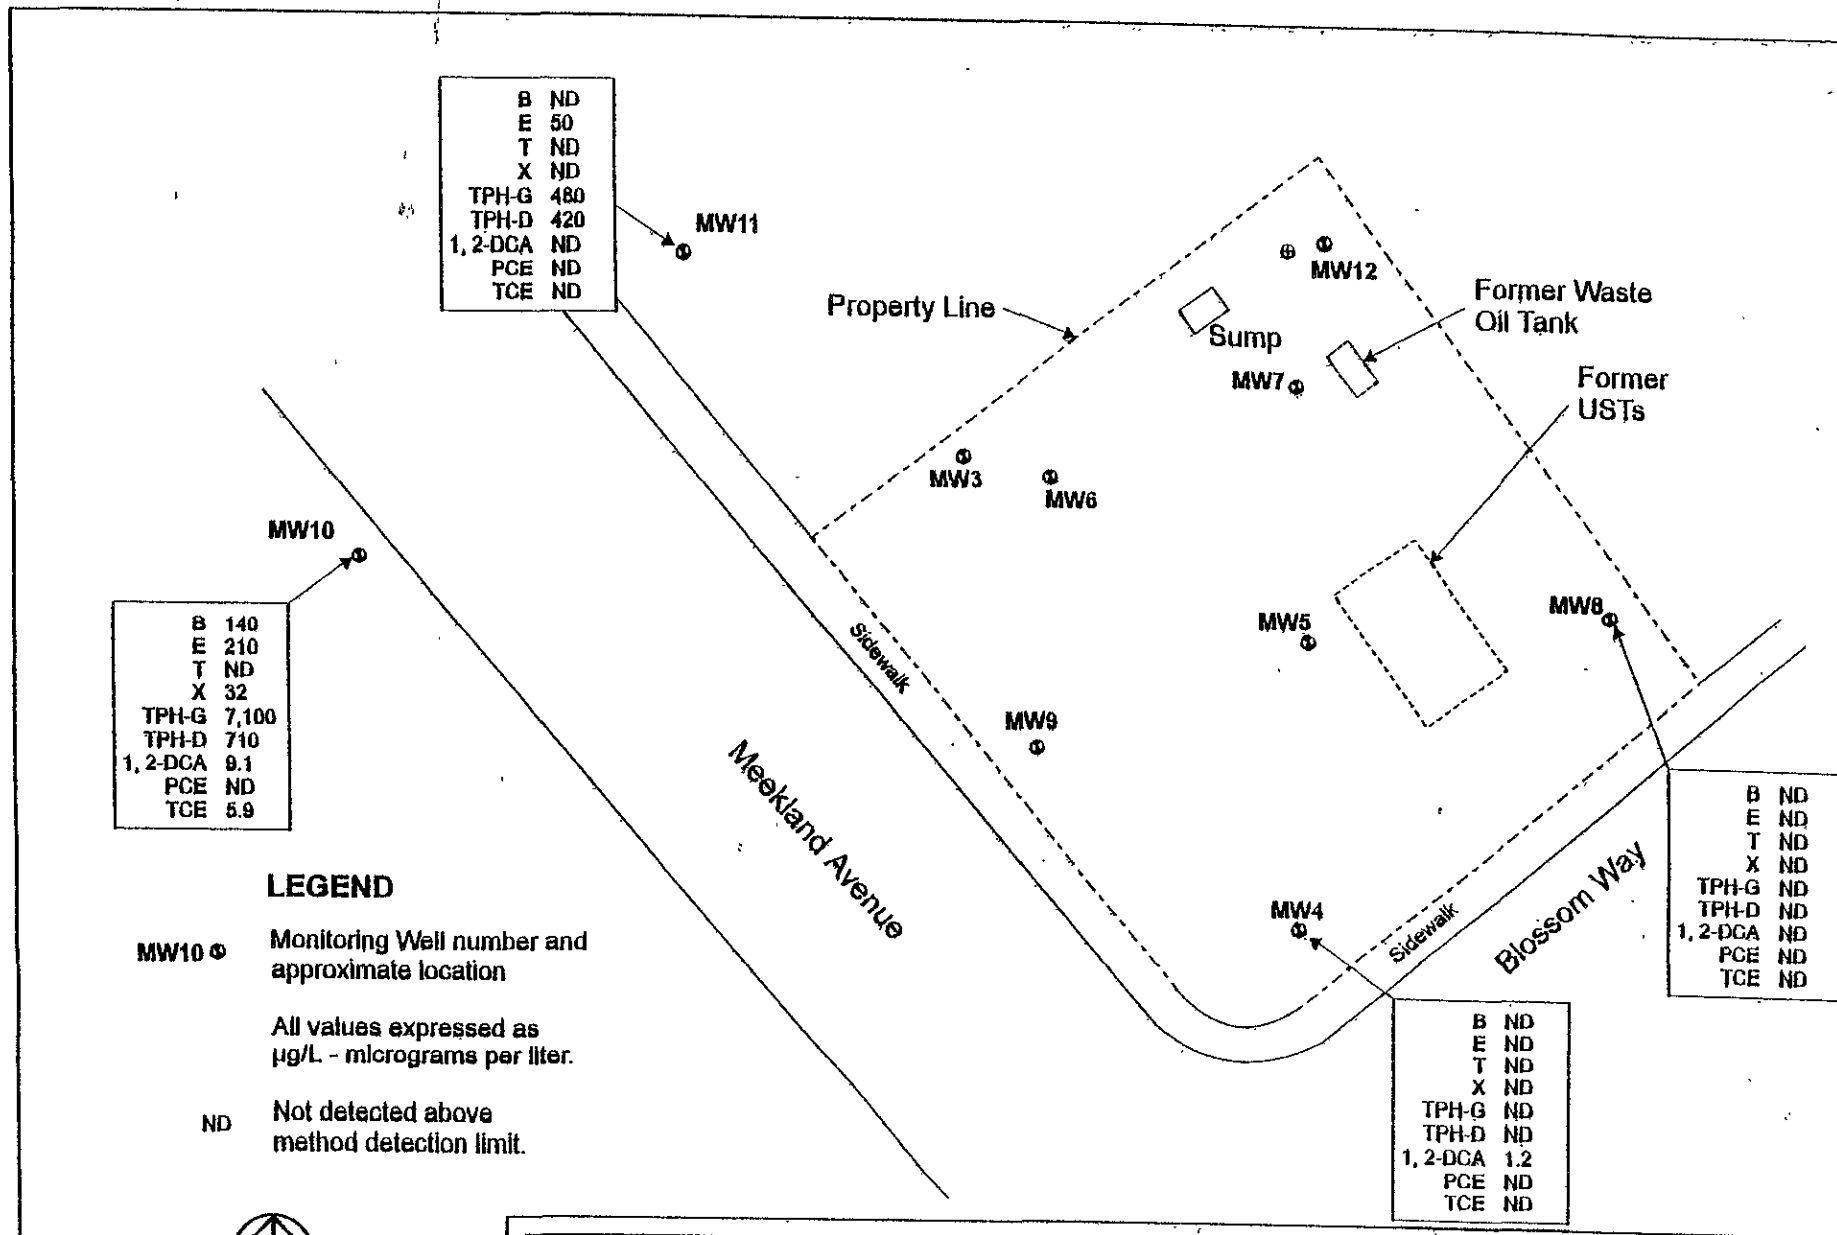 B ND
E 50
T ND
X ND
TPH-G 480
TPH-D 420
1, 2-DCA ND
PCE ND
TCE ND
MW11
MW12
Property Line
Sump
Former Waste
Oil Tank
MW7
Former
USTs
MW3
MW6
MW10
B 140
E 210
T ND
X 32
TPH-G 7,100
TPH-D 710
1, 2-DCA 9.1
PCE ND
TCE 5.9
Sidewalk
MW5
MW8
MW9
Meekland Avenue
B ND
E ND
T ND
X ND
TPH-G ND
TPH-D ND
1, 2-DCA ND
PCE ND
TCE ND
MW4
Sidewalk
Blossom Way
B ND
E ND
T ND
X ND
TPH-G ND
TPH-D ND
1, 2-DCA 1.2
PCE ND
TCE ND
LEGEND
MW10 Monitoring Well number and
approximate location
All values expressed as
µg/L - micrograms per liter.
ND Not detected above
method detection limit.